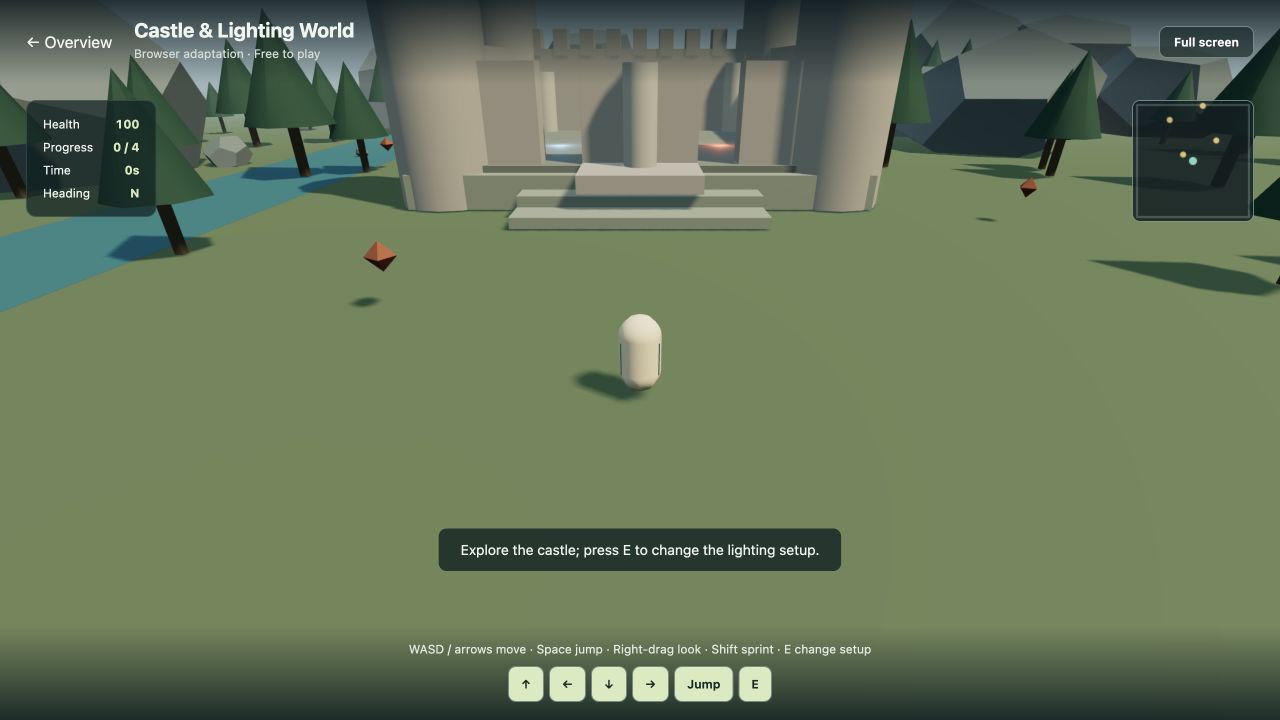 ← Overview
Castle & Lighting World
Browser adaptation · Free to play
Full screen
Health 100
Progress 0 / 4
Time 0s
Heading N
Explore the castle; press E to change the lighting setup.
WASD / arrows move · Space jump · Right-drag look · Shift sprint · E change setup
↑ ← ↓ → Jump E